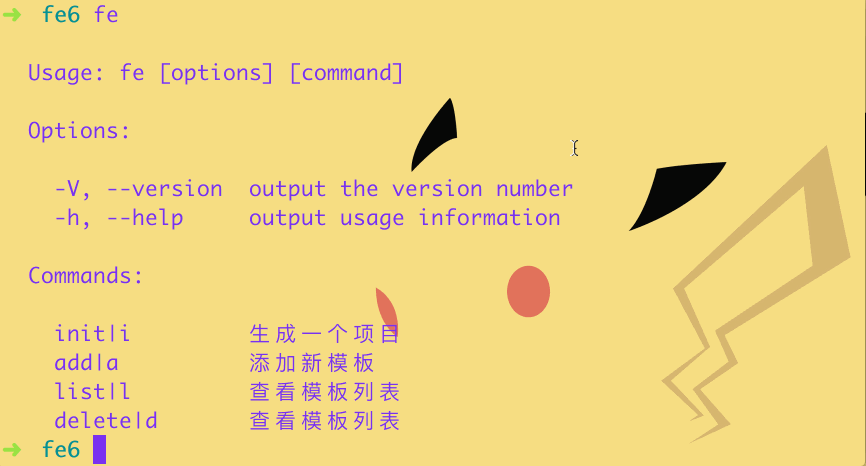 ➜ fe6 fe
Usage: fe [options] [command]
Options:
-V, --version output the version number
-h, --help output usage information
Commands:
init|i 生成一个项目
add|a 添加新模板
list|l 查看模板列表
delete|d 查看模板列表
➜ fe6